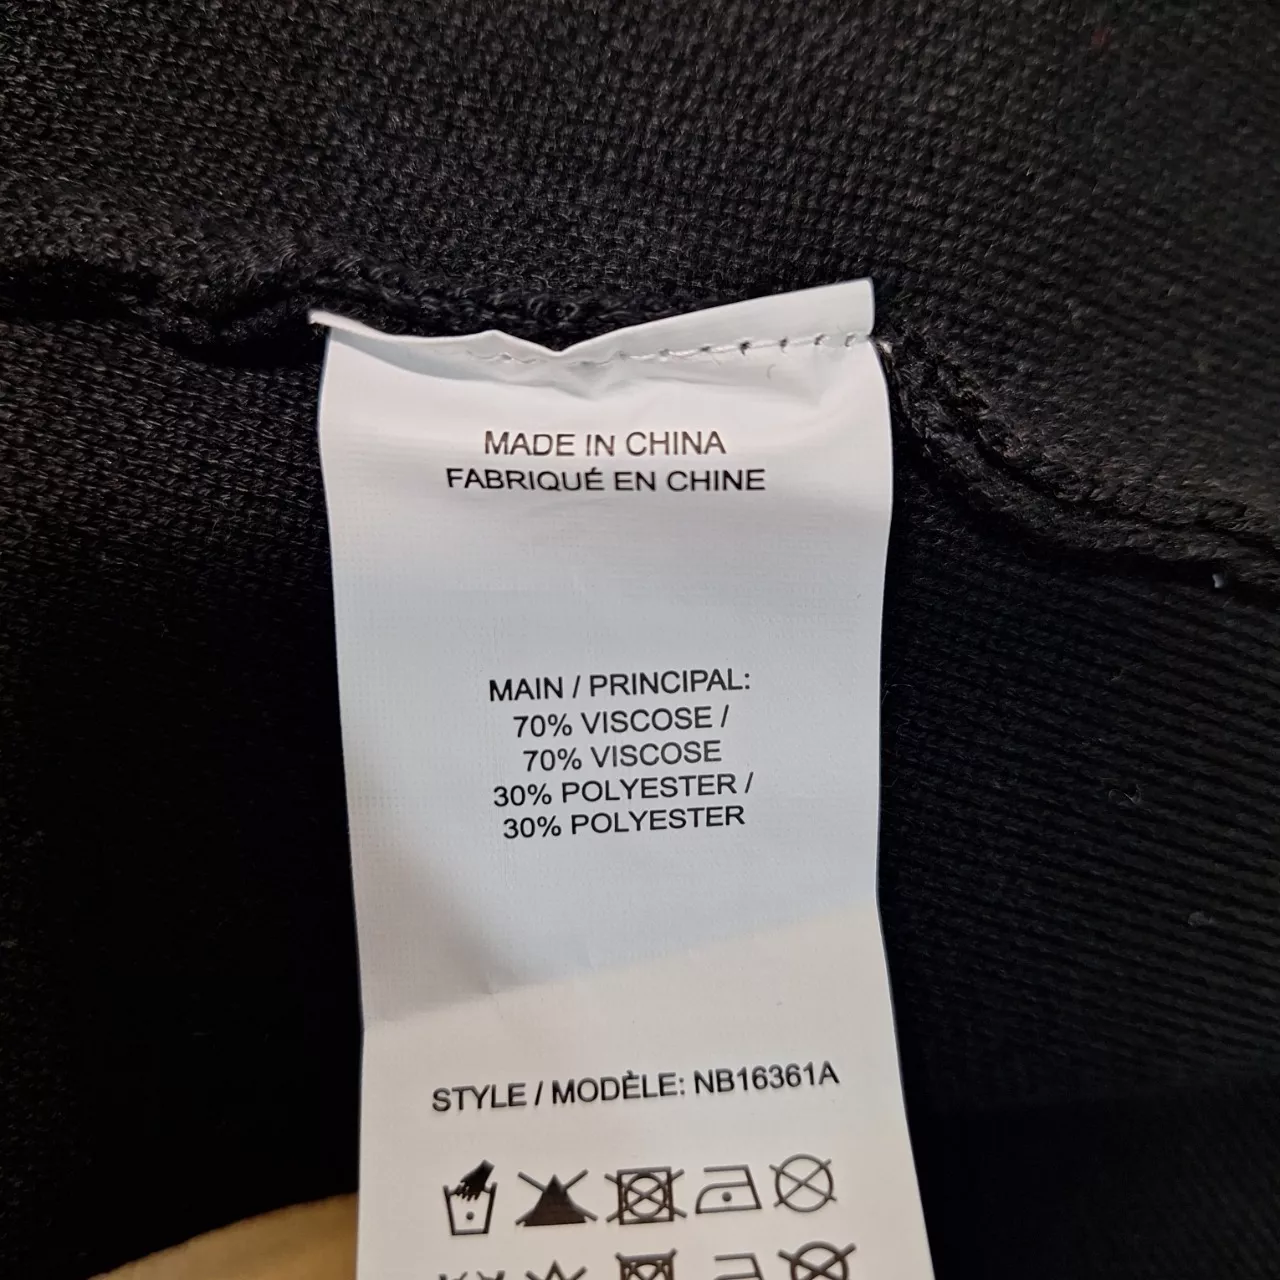 MADE IN CHINA
FABRIQUÉ EN CHINE
MAIN / PRINCIPAL:
70% VISCOSE /
70% VISCOSE
30% POLYESTER /
30% POLYESTER
STYLE / MODÈLE: NB16361A